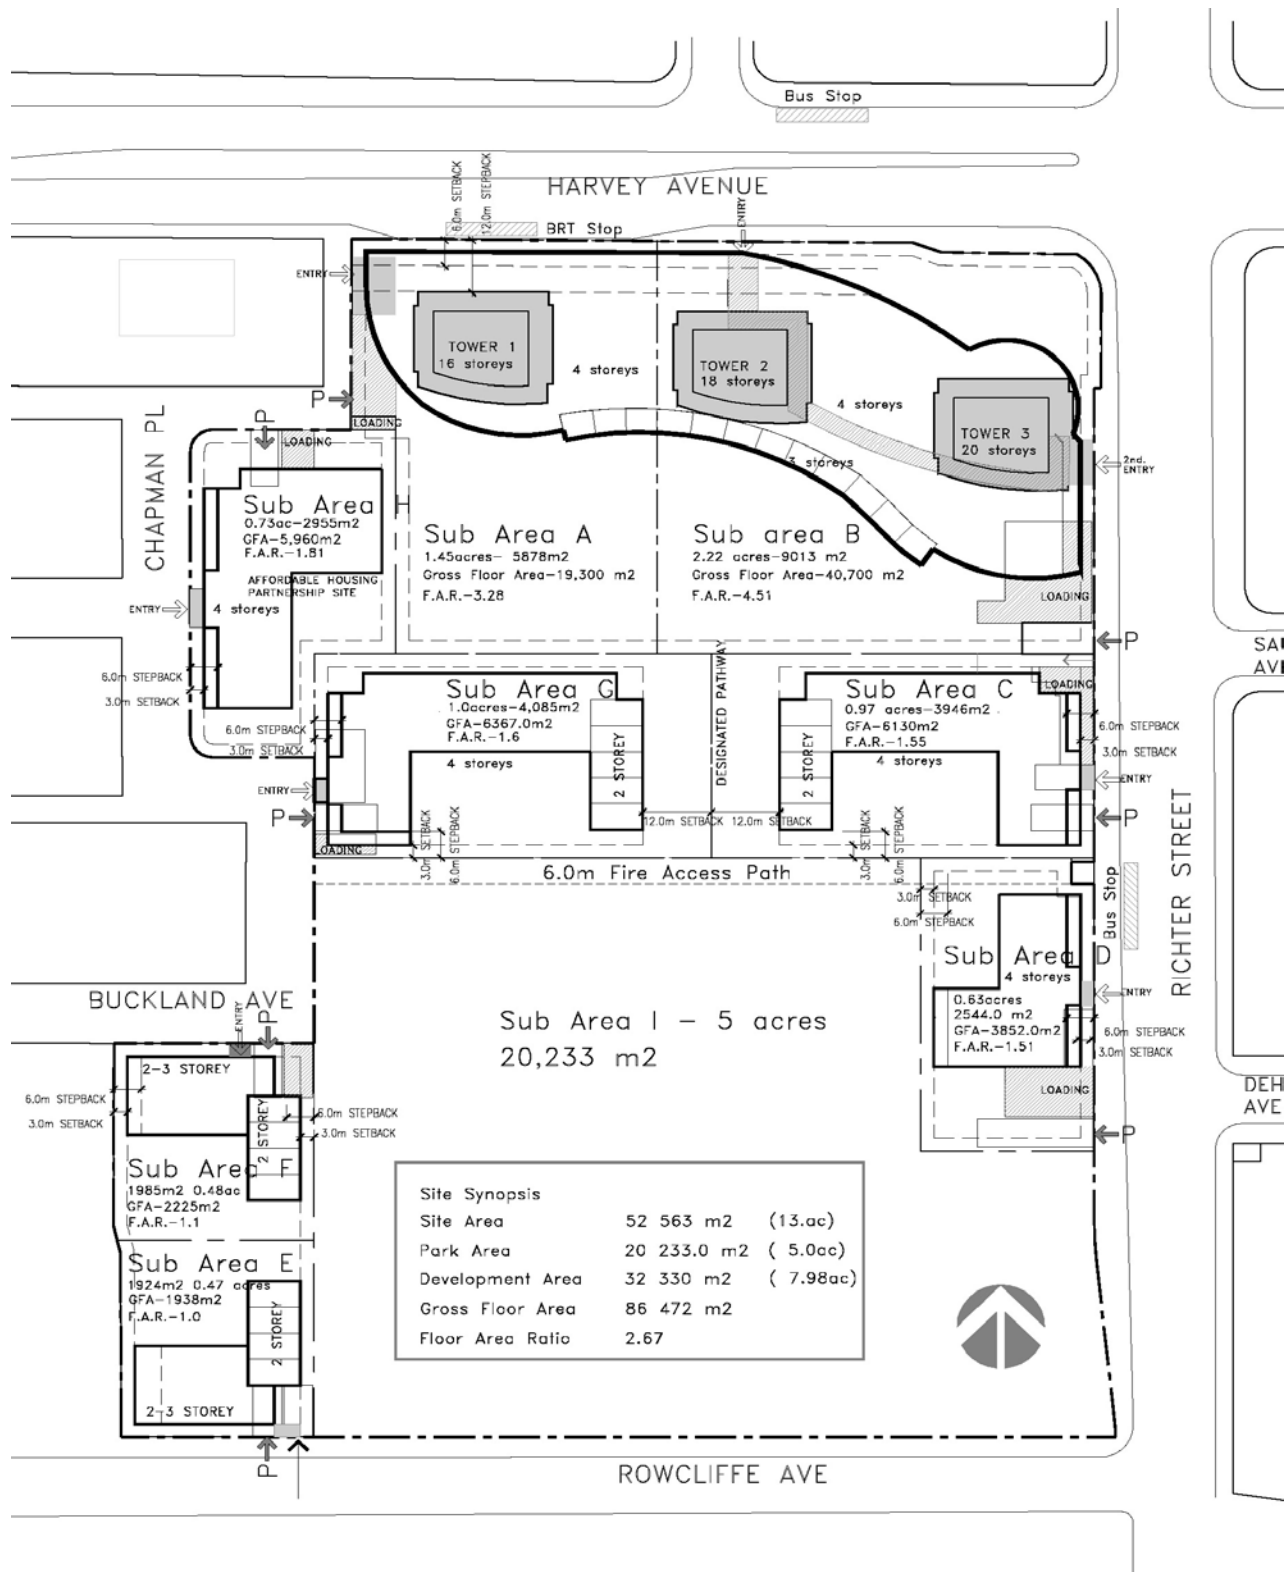 Bus Stop
HARVEY AVENUE
6.0m SETBACK
12.0m STEPBACK
BRT Stop
ENTRY
ENTRY
TOWER 1
16 storeys
4 storeys
TOWER 2
18 storeys
4 storeys
TOWER 3
20 storeys
3 storeys
2nd.
ENTRY
P
LOADING
CHAPMAN PL
P
LOADING
Sub Area H
0.73ac-2955m2
GFA-5,960m2
F.A.R.-1.81
AFFORDABLE HOUSING
PARTNERSHIP SITE
4 storeys
ENTRY
6.0m STEPBACK
3.0m SETBACK
Sub Area A
1.45acres- 5878m2
Gross Floor Area-19,300 m2
F.A.R.-3.28
Sub area B
2.22 acres-9013 m2
Gross Floor Area-40,700 m2
F.A.R.-4.51
LOADING
P
SA
AV
Sub Area G
1.0acres-4,085m2
GFA-6367.0m2
F.A.R.-1.6
4 storeys
2 STOREY
6.0m STEPBACK
3.0m SETBACK
ENTRY
P
LOADING
3.0m SETBACK
6.0m STEPBACK
12.0m SETBACK
DESIGNATED PATHWAY
12.0m SETBACK
Sub Area C
0.97 acres-3946m2
GFA-6130m2
F.A.R.-1.55
4 storeys
2 STOREY
LOADING
6.0m STEPBACK
3.0m SETBACK
ENTRY
P
3.0m SETBACK
6.0m STEPBACK
6.0m Fire Access Path
RICHTER STREET
Bus Stop
3.0m SETBACK
6.0m STEPBACK
Sub Area D
4 storeys
0.63acres
2544.0 m2
GFA-3852.0m2
F.A.R.-1.51
ENTRY
6.0m STEPBACK
3.0m SETBACK
LOADING
P
DEH
AVE
BUCKLAND AVE
ENTRY
P
Sub Area I - 5 acres
20,233 m2
2-3 STOREY
6.0m STEPBACK
3.0m SETBACK
2 STOREY
6.0m STEPBACK
3.0m SETBACK
Sub Area F
1985m2 0.48ac
GFA-2225m2
F.A.R.-1.1
Sub Area E
1924m2 0.47 acres
GFA-1938m2
F.A.R.-1.0
2 STOREY
2-3 STOREY
P
Site Synopsis
Site Area 52 563 m2 (13.ac)
Park Area 20 233.0 m2 ( 5.0ac)
Development Area 32 330 m2 ( 7.98ac)
Gross Floor Area 86 472 m2
Floor Area Ratio 2.67
ROWCLIFFE AVE